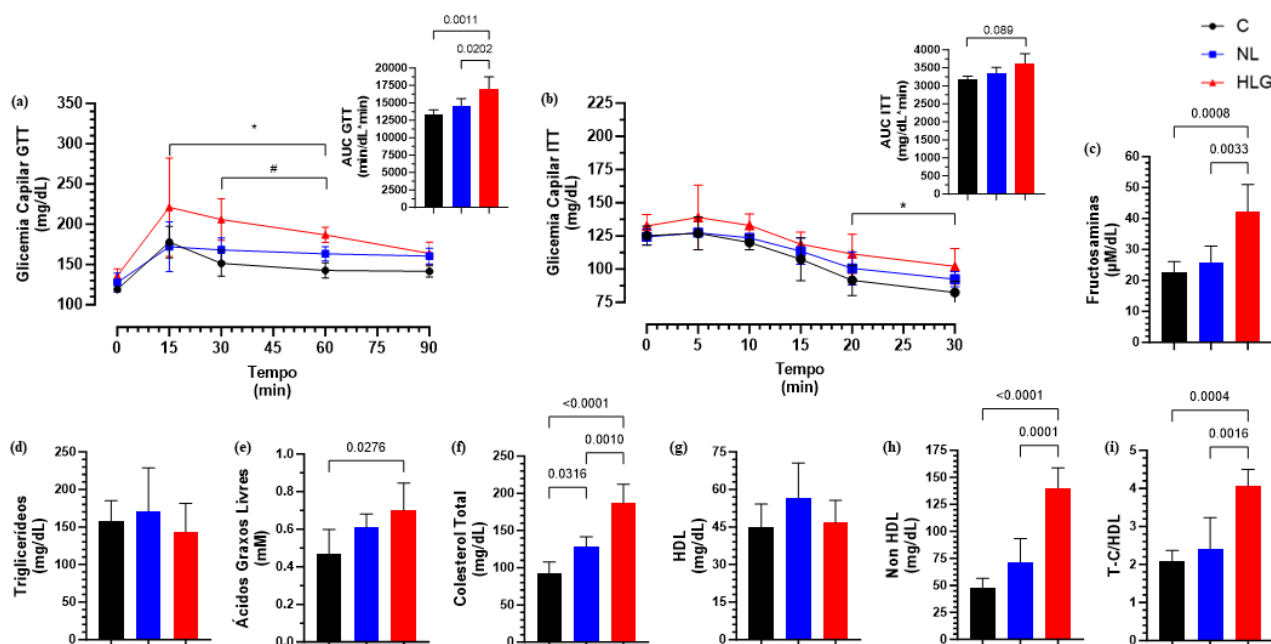 C
NL
HLG
(a)
Glicemia Capilar GTT
(mg/dL)
350
300
250
200
150
100
*
#
0
15
30
45
60
75
90
Tempo
(min)
0.0011
0.0202
AUC GTT
(min/dL^min)
20000
17500
15000
12500
10000
7500
5000
2500
0
(b)
Glicemia Capilar ITT
(mg/dL)
225
200
175
150
125
100
75
*
0
5
10
15
20
25
30
Tempo
(min)
0.089
AUC ITT
(mg/dL^min)
4000
3500
3000
2500
2000
1500
1000
500
0
(c)
0.0008
0.0033
Fructosaminas
(µM/dL)
60
50
40
30
20
10
0
(d)
Triglicerídeos
(mg/dL)
250
200
150
100
50
0
(e)
0.0276
Ácidos Graxos Livres
(mM)
1.0
0.8
0.6
0.4
0.2
0.0
(f)
<0.0001
0.0010
0.0316
Colesterol Total
(mg/dL)
250
200
150
100
50
0
(g)
HDL
(mg/dL)
75
60
45
30
15
0
(h)
<0.0001
0.0001
Non HDL
(mg/dL)
175
150
125
100
75
50
25
0
(i)
0.0004
0.0016
T-C/HDL
5
4
3
2
1
0